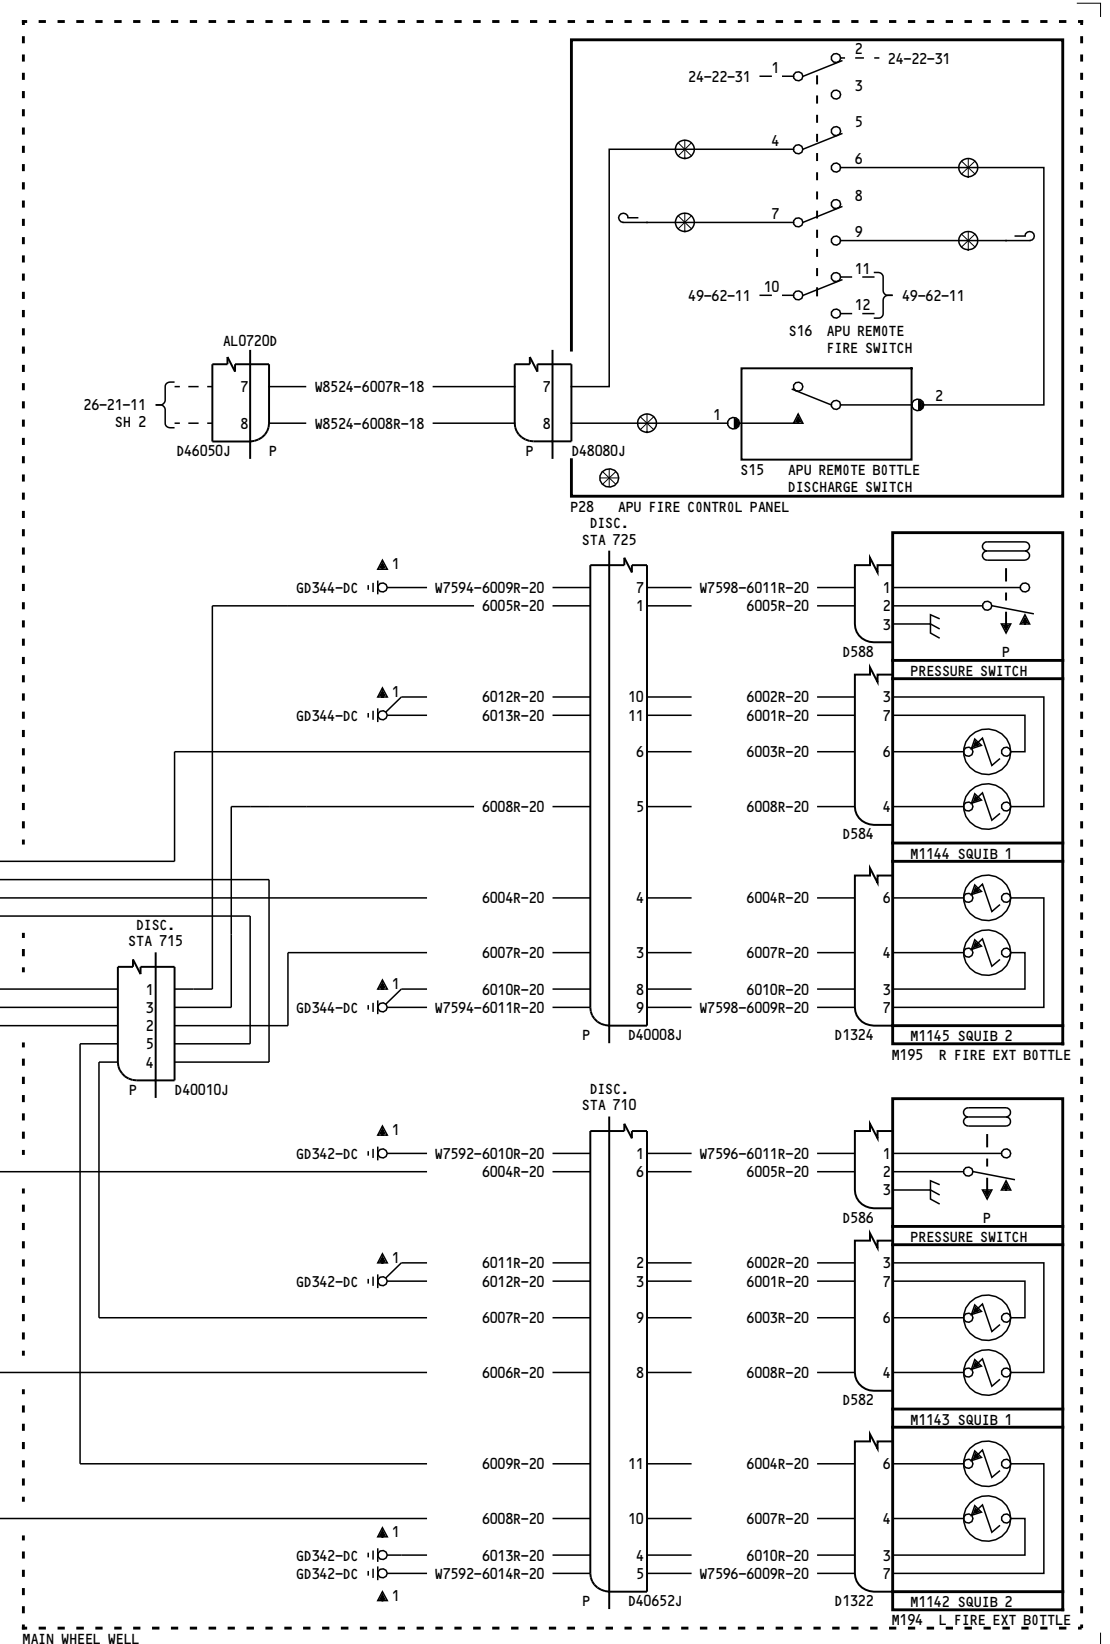 2 24-22-31
24-22-31 1
3
5
4
6
8
7
9
11
49-62-11 10 49-62-11
12
S16 APU REMOTE
FIRE SWITCH
AL0720D
7 W8524-6007R-18 7
26-21-11
SH 2
8 W8524-6008R-18 8 1 2
D46050J P P D48080J
S15 APU REMOTE BOTTLE
DISCHARGE SWITCH
P28 APU FIRE CONTROL PANEL
DISC.
STA 725
1
GD344-DC W7594-6009R-20 7 W7598-6011R-20 1
6005R-20 1 6005R-20 2
3
D588 P
PRESSURE SWITCH
1 6012R-20 10 6002R-20 3
GD344-DC 6013R-20 11 6001R-20 7
6 6003R-20 6
6008R-20 5 6008R-20 4
D584
M1144 SQUIB 1
6004R-20 4 6004R-20 6
DISC.
STA 715
6007R-20 3 6007R-20 4
1 1 6010R-20 8 6010R-20 3
3 GD344-DC W7594-6011R-20 9 W7598-6009R-20 7
2 P D40008J D1324 M1145 SQUIB 2
5 M195 R FIRE EXT BOTTLE
4
P D40010J
DISC.
STA 710
1
GD342-DC W7592-6010R-20 1 W7596-6011R-20 1
6004R-20 6 6005R-20 2
3
D586 P
PRESSURE SWITCH
1 6011R-20 2 6002R-20 3
GD342-DC 6012R-20 3 6001R-20 7
6007R-20 9 6003R-20 6
6006R-20 8 6008R-20 4
D582
M1143 SQUIB 1
6009R-20 11 6004R-20 6
6008R-20 10 6007R-20 4
1
GD342-DC 6013R-20 4 6010R-20 3
GD342-DC W7592-6014R-20 5 W7596-6009R-20 7
1 P D40652J D1322 M1142 SQUIB 2
M194 L FIRE EXT BOTTLE
MAIN WHEEL WELL